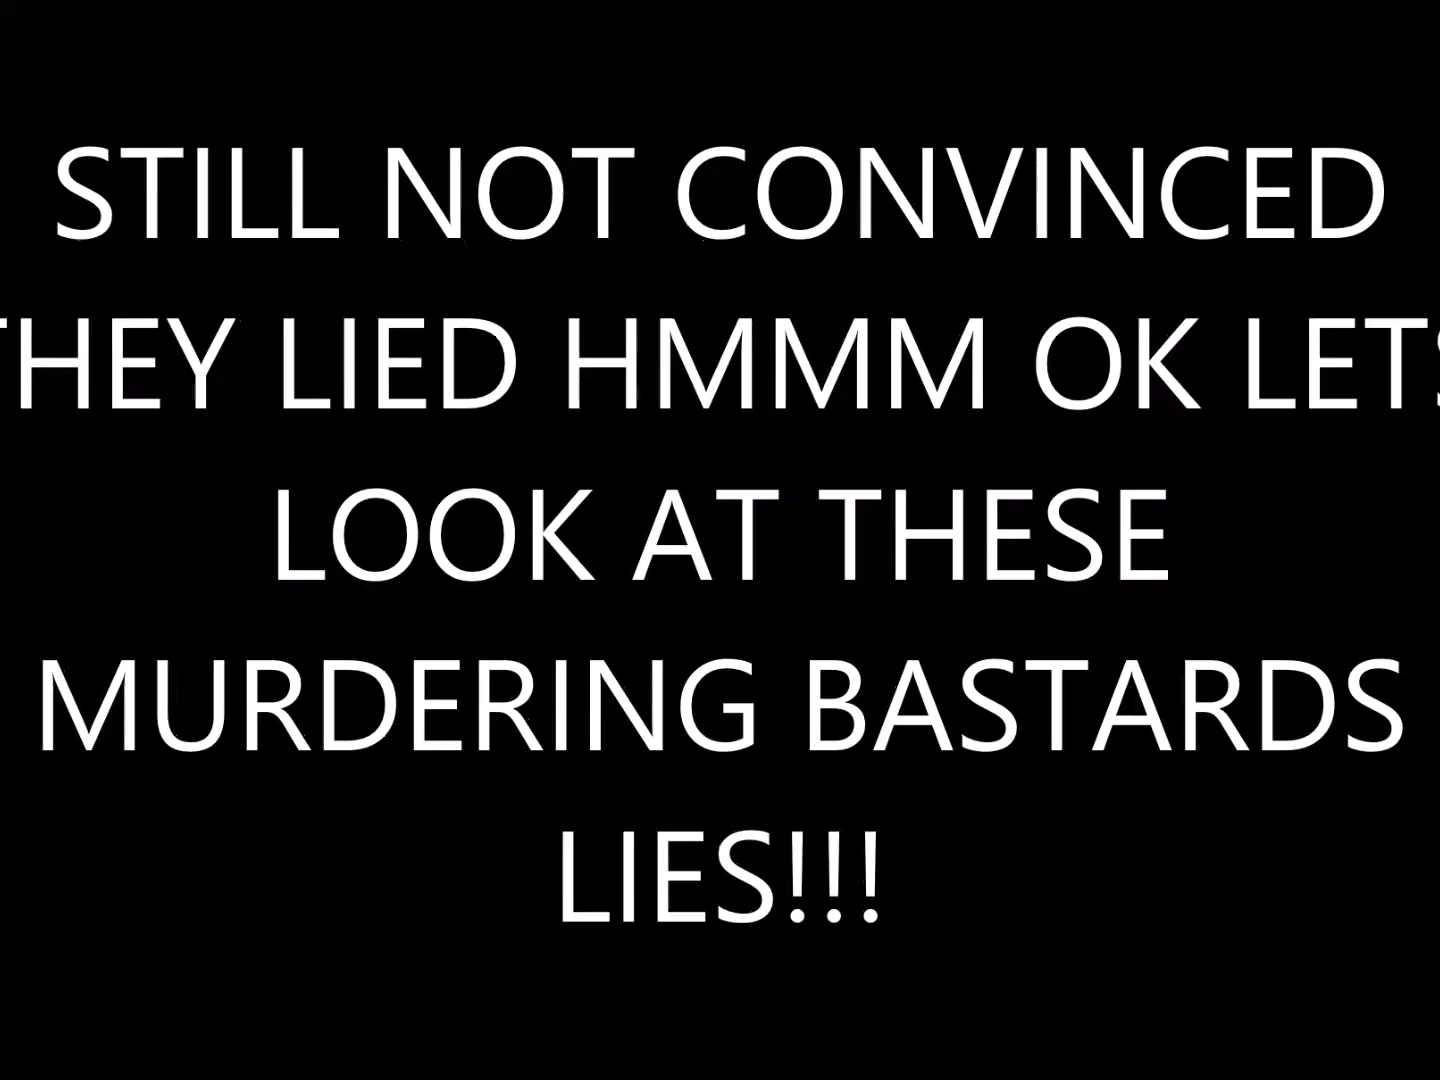 STILL NOT CONVINCED
THEY LIED HMMM OK LETS
LOOK AT THESE
MURDERING BASTARDS
LIES!!!